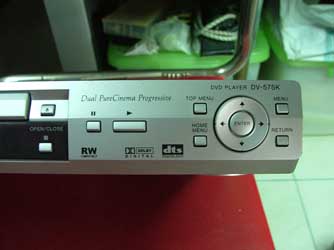 DVD PLAYER DV-575K
Dual PureCinema Progressive
TOP MENU
MENU
ENTER
OPEN/CLOSE
HOME
MENU
RETURN
RW
DOLBY
DIGITAL
dts